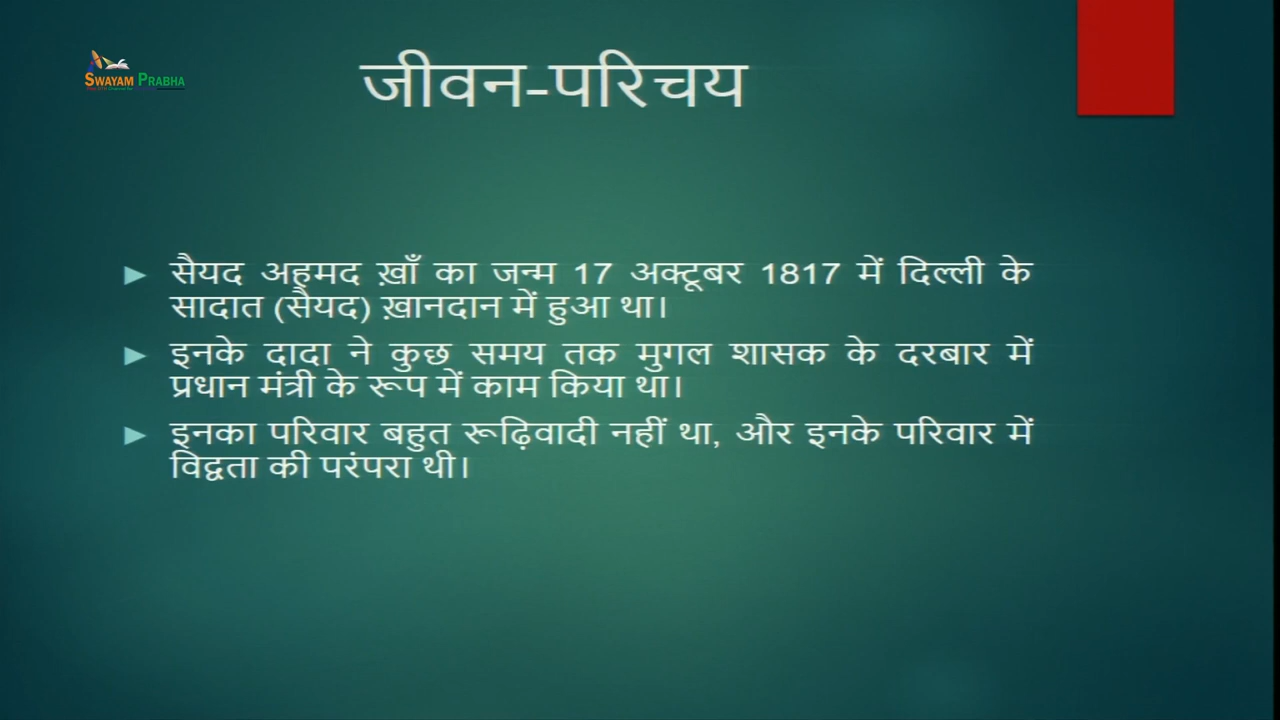 SWAYAM PRABHA
जीवन-परिचय
सैयद अहमद ख़ाँ का जन्म 17 अक्टूबर 1817 में दिल्ली के
सादात (सैयद) ख़ानदान में हुआ था।
इनके दादा ने कुछ समय तक मुगल शासक के दरबार में
प्रधान मंत्री के रूप में काम किया था।
इनका परिवार बहुत रूढ़िवादी नहीं था, और इनके परिवार में
विद्वता की परंपरा थी।